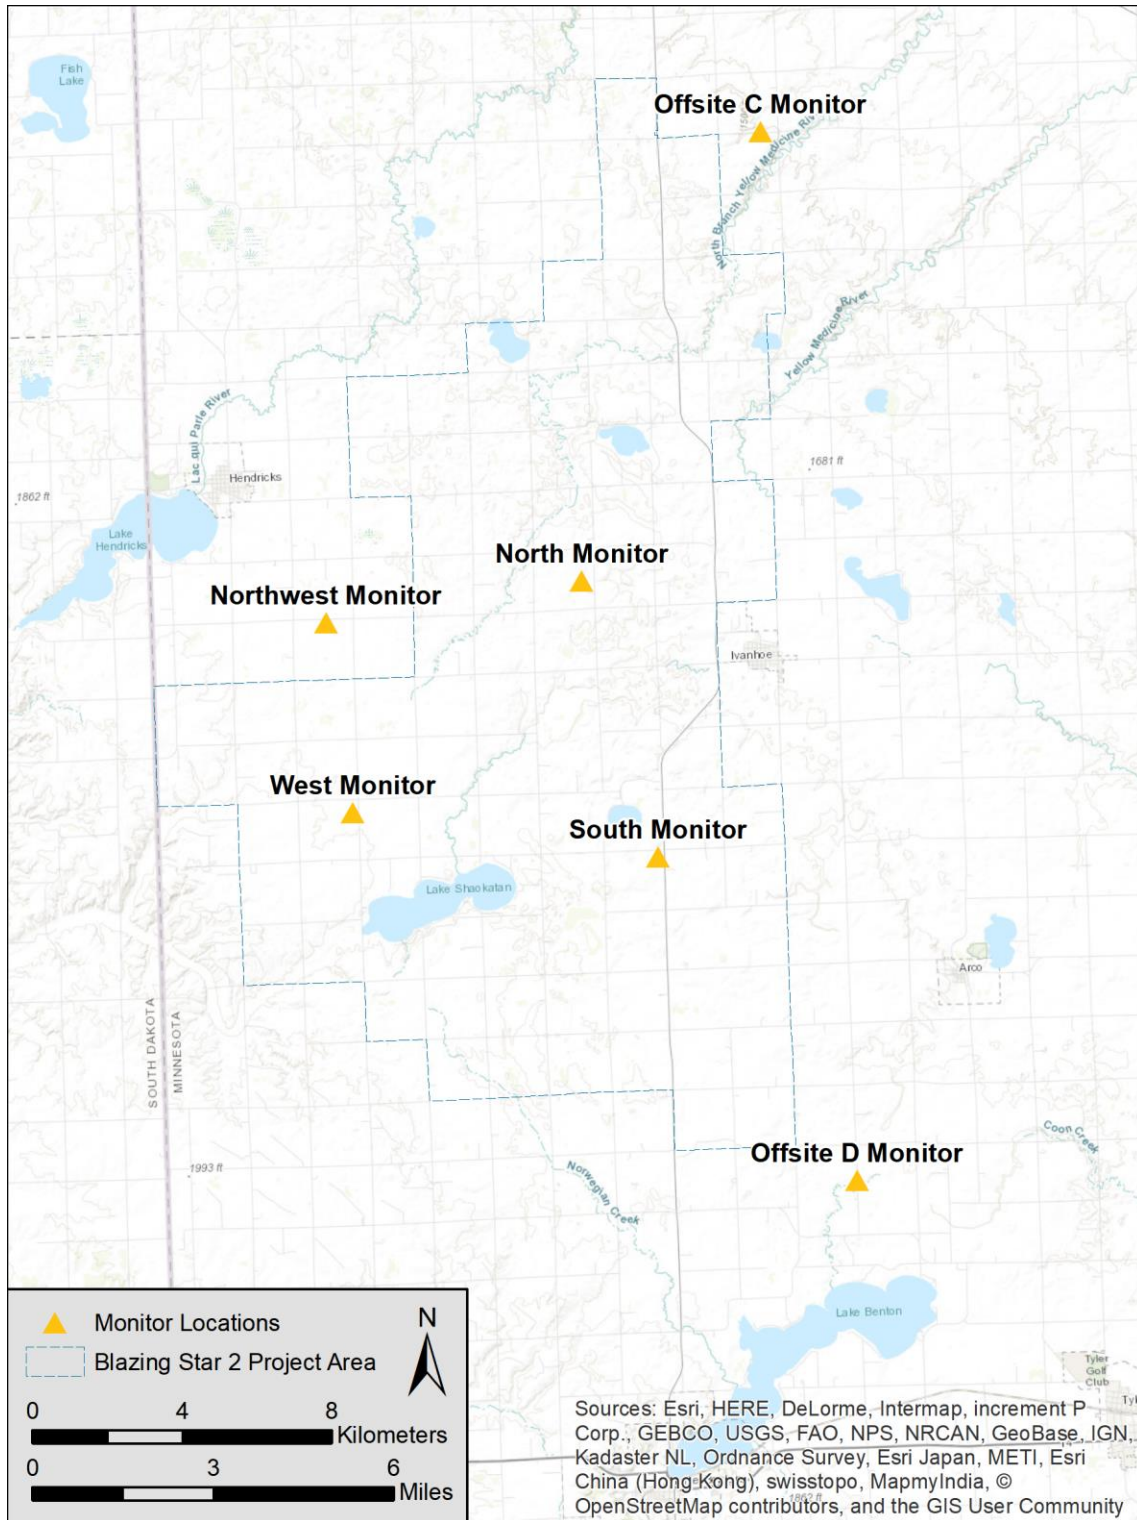 Fish
Lake
Offsite C Monitor
North Branch Yellow Medicine River
Yellow Medicine River
Lac qui Parle River
Hendricks
1862 ft
1681 ft
Lake
Hendricks
North Monitor
Northwest Monitor
Ivanhoe
West Monitor
South Monitor
Lake Shaokatan
Arco
SOUTH DAKOTA
MINNESOTA
Coon Creek
Offsite D Monitor
1993 ft
Norwegian Creek
Lake Benton
Tyler
Golf
Club
N
Monitor Locations
Blazing Star 2 Project Area
0 4 8
Kilometers
0 3 6
Miles
Sources: Esri, HERE, DeLorme, Intermap, increment P
Corp., GEBCO, USGS, FAO, NPS, NRCAN, GeoBase, IGN,
Kadaster NL, Ordnance Survey, Esri Japan, METI, Esri
China (Hong Kong), swisstopo, MapmyIndia, ©
OpenStreetMap contributors, and the GIS User Community